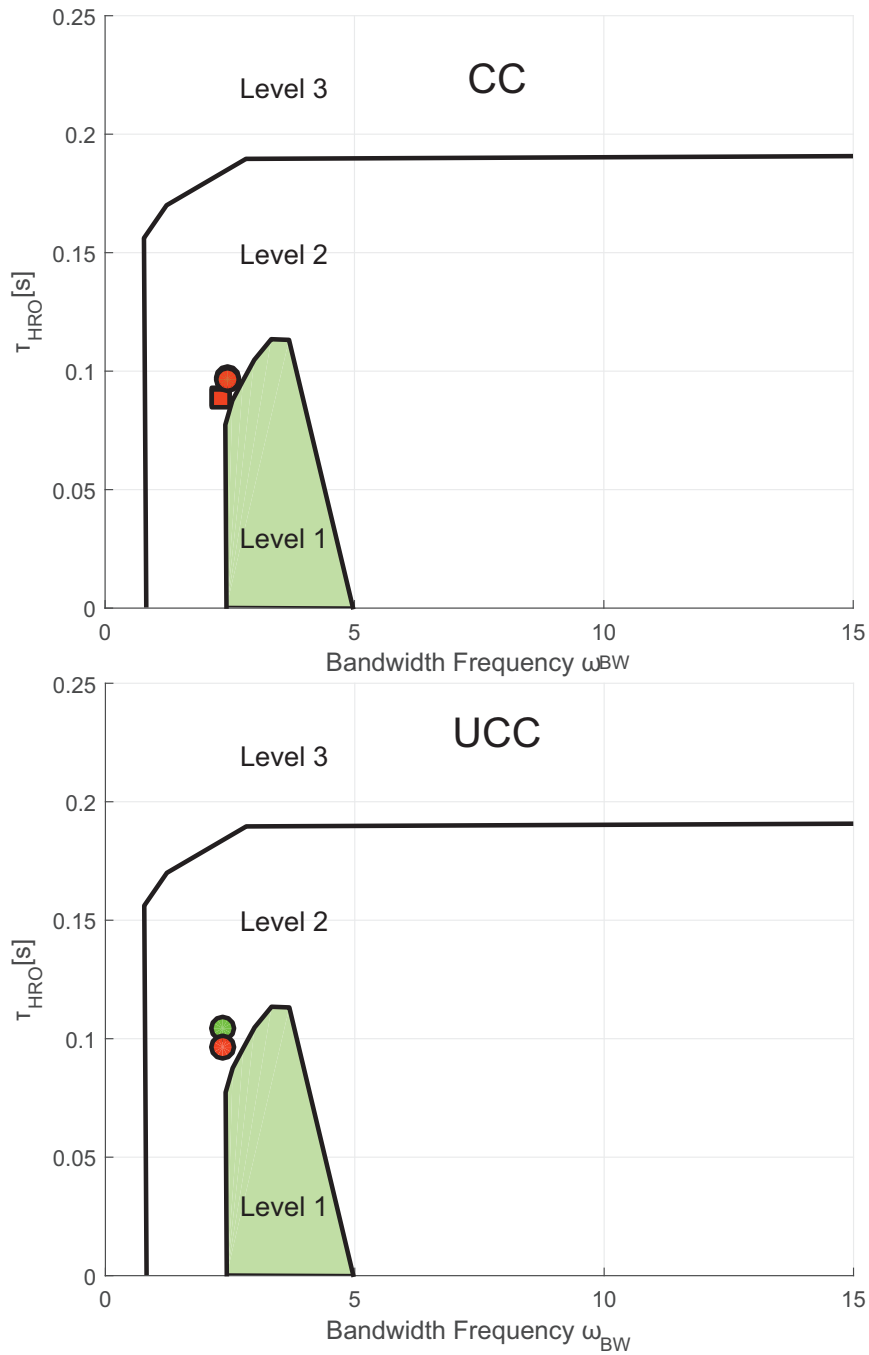 0.25
CC
Level 3
0.2
0.15
Level 2
τHRO[s]
0.1
0.05
Level 1
0
0 5 10 15
Bandwidth Frequency ωBW
0.25
UCC
Level 3
0.2
0.15
Level 2
τHRO[s]
0.1
0.05
Level 1
0
0 5 10 15
Bandwidth Frequency ωBW